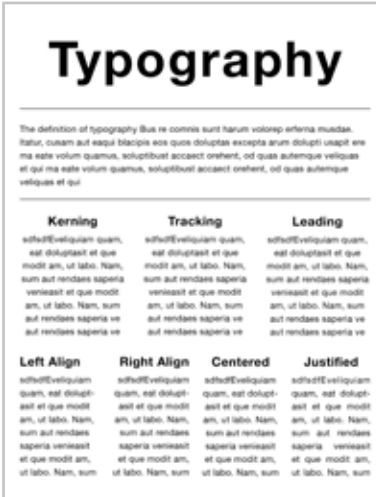 Typography
The definition of typography Bus re comnis sunt harum volorep erferna musdae.
Itatur, cusam aut eaqui blacipis eos quos doluptas excepta arum dolupti usapit ere
ma eate volum quamus, soluptibust accaect orehent, od quas autemque veliquas
et qui ma eate volum quamus, soluptibust accaect orehent, od quas autemque
veliquas et qui
Kerning
sdfsdfEveliquiam quam,
eat doluptasit et que
modit am, ut labo. Nam,
sum aut rendaes saperia
venieasit et que modit
am, ut labo. Nam, sum
aut rendaes saperia ve
aut rendaes saperia ve
Tracking
sdfsdfEveliquiam quam,
eat doluptasit et que
modit am, ut labo. Nam,
sum aut rendaes saperia
venieasit et que modit
am, ut labo. Nam, sum
aut rendaes saperia ve
aut rendaes saperia ve
Leading
sdfsdfEveliquiam quam,
eat doluptasit et que
modit am, ut labo. Nam,
sum aut rendaes saperia
venieasit et que modit
am, ut labo. Nam, sum
aut rendaes saperia ve
aut rendaes saperia ve
Left Align
sdfsdfEveliquiam
quam, eat dolupt-
asit et que modit
am, ut labo. Nam,
sum aut rendaes
saperia venieasit
et que modit am,
ut labo. Nam, sum
Right Align
sdfsdfEveliquiam
quam, eat dolupt-
asit et que modit
am, ut labo. Nam,
sum aut rendaes
saperia venieasit
et que modit am,
ut labo. Nam, sum
Centered
sdfsdfEveliquiam
quam, eat dolupt-
asit et que modit
am, ut labo. Nam,
sum aut rendaes
saperia venieasit
et que modit am,
ut labo. Nam, sum
Justified
sdfsdfEveliquiam
quam, eat dolupt-
asit et que modit
am, ut labo. Nam,
sum aut rendaes
saperia venieasit
et que modit am,
ut labo. Nam, sum